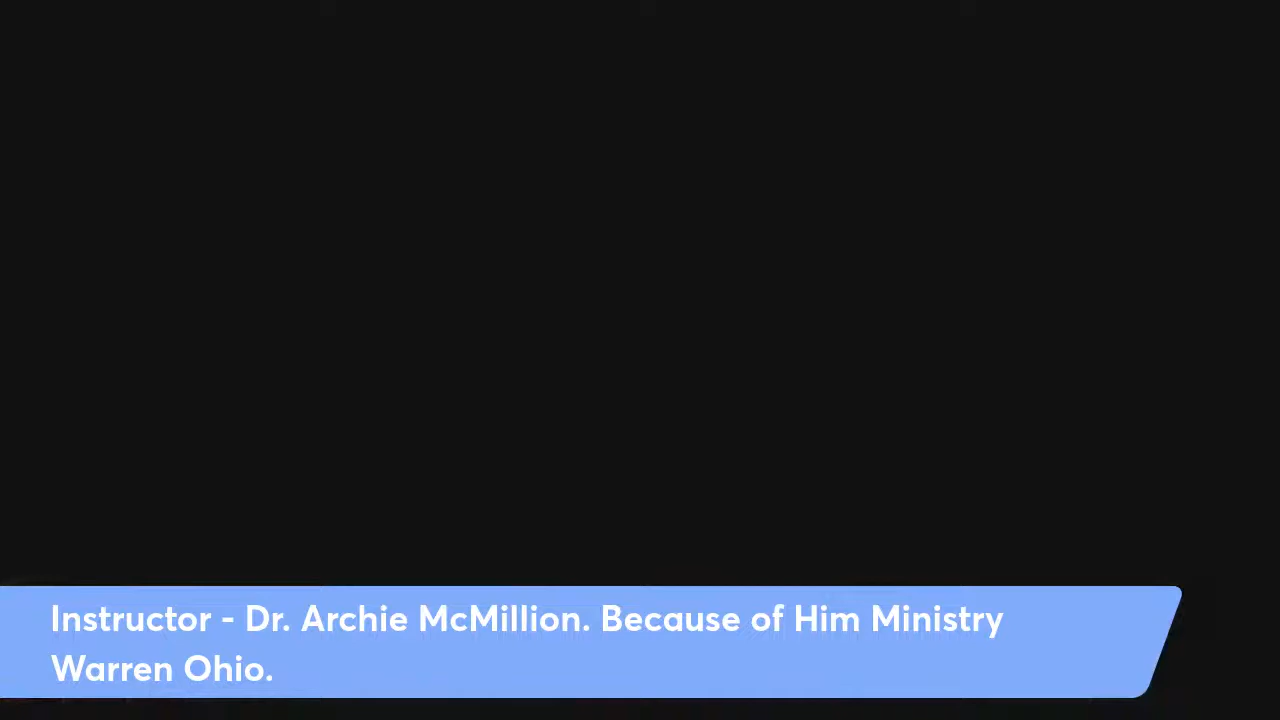 Instructor - Dr. Archie McMillion. Because of Him Ministry
Warren Ohio.